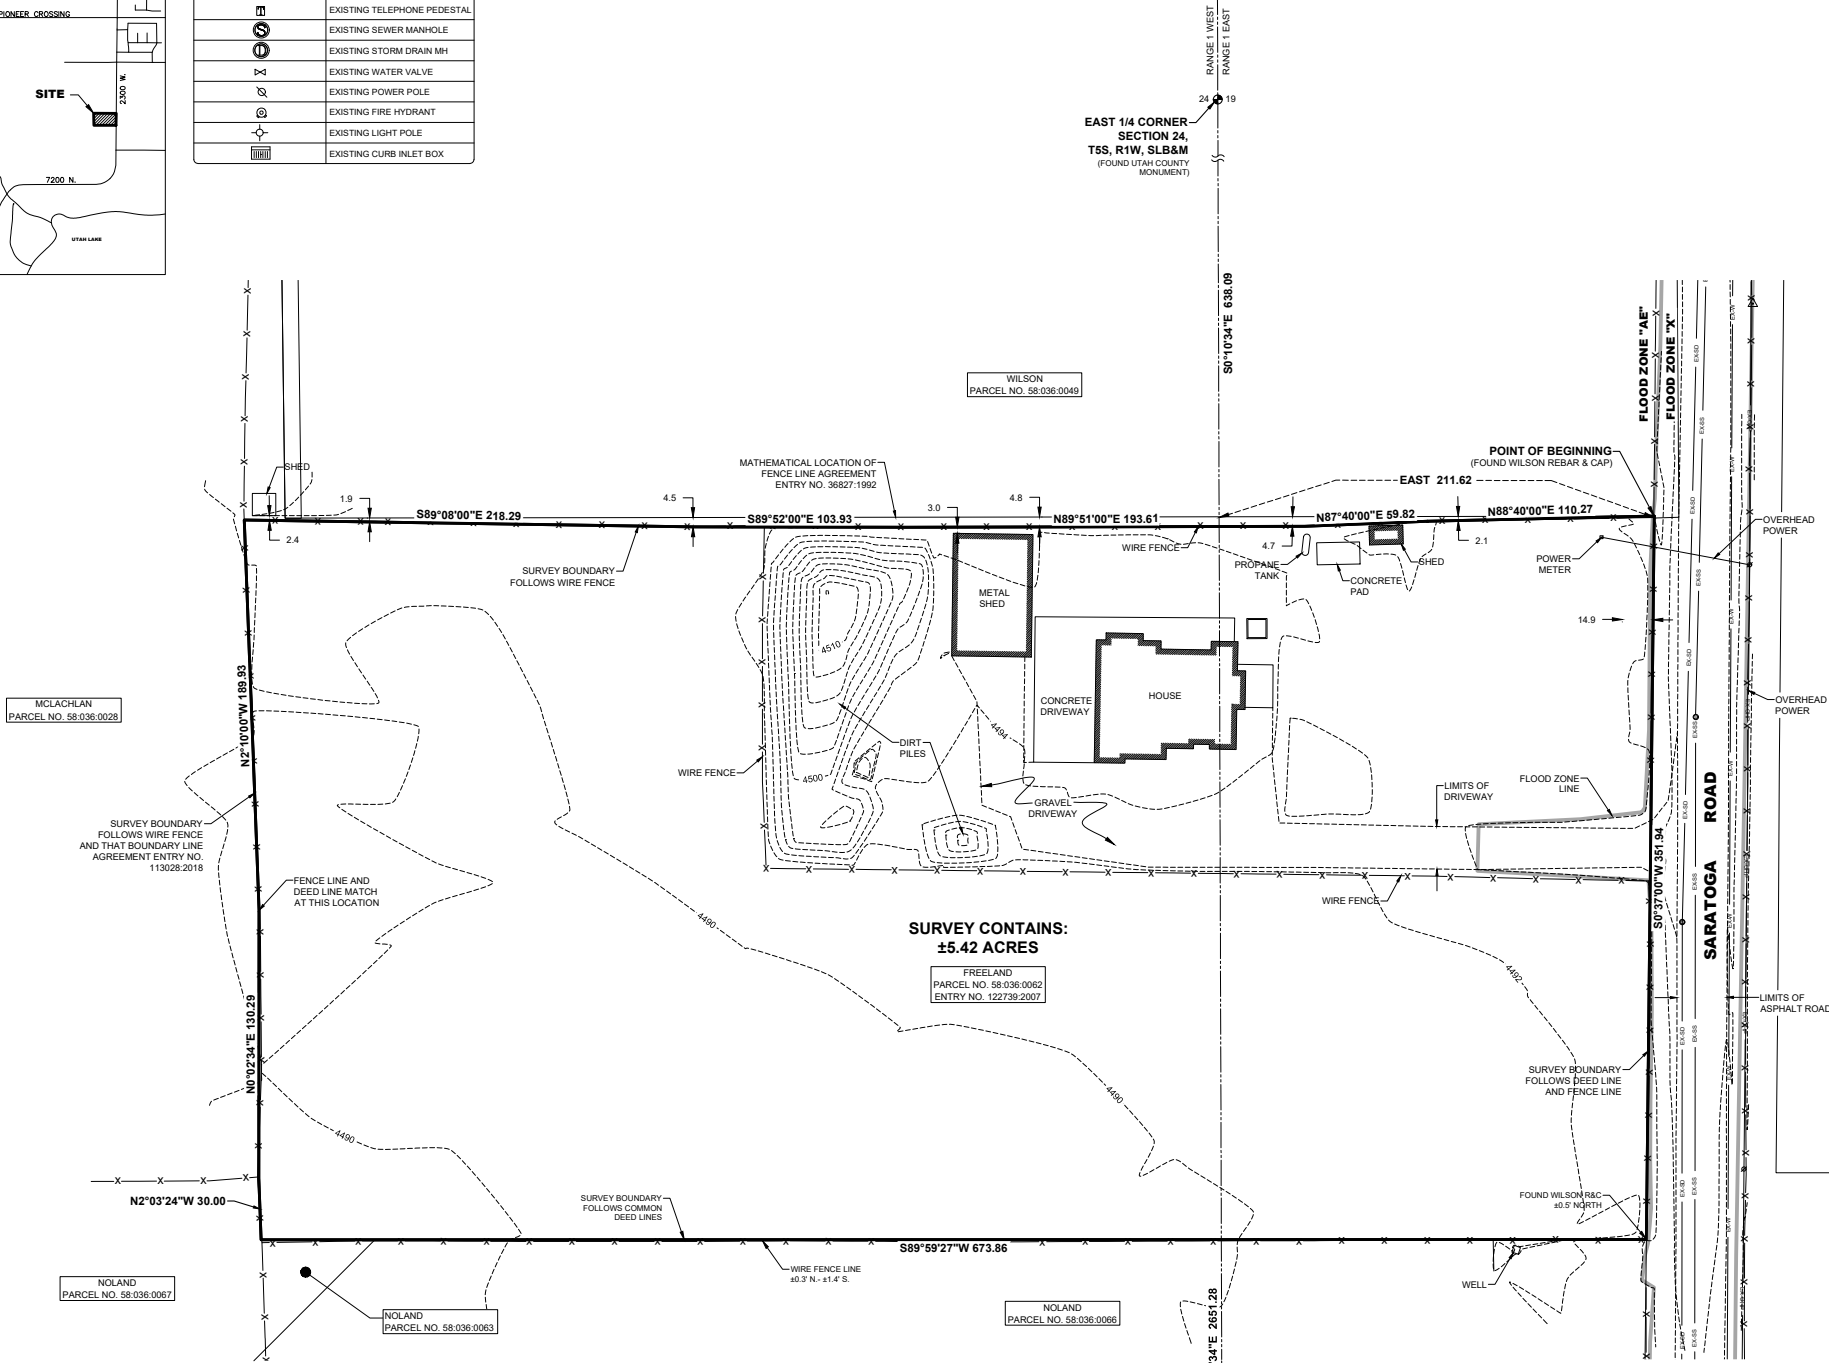 PIONEER CROSSING
2300 W.
SITE
7200 N.
UTAH LAKE
EXISTING TELEPHONE PEDESTAL
EXISTING SEWER MANHOLE
EXISTING STORM DRAIN MH
EXISTING WATER VALVE
EXISTING POWER POLE
EXISTING FIRE HYDRANT
EXISTING LIGHT POLE
EXISTING CURB INLET BOX
RANGE 1 WEST
RANGE 1 EAST
24 19
EAST 1/4 CORNER
SECTION 24,
T5S, R1W, SLB&M
(FOUND UTAH COUNTY
MONUMENT)
S0°10'34"E 638.09
WILSON
PARCEL NO. 58:036:0049
FLOOD ZONE "AE"
FLOOD ZONE "X"
POINT OF BEGINNING
(FOUND WILSON REBAR & CAP)
EAST 211.62
MATHEMATICAL LOCATION OF
FENCE LINE AGREEMENT
ENTRY NO. 36827:1992
SHED
1.9
2.4
S89°08'00"E 218.29
4.5
S89°52'00"E 103.93
3.0
4.8
N89°51'00"E 193.61
4.7
N87°40'00"E 59.82
N88°40'00"E 110.27
2.1
WIRE FENCE
SURVEY BOUNDARY
FOLLOWS WIRE FENCE
PROPANE
TANK
CONCRETE
PAD
SHED
POWER
METER
OVERHEAD
POWER
14.9
METAL
SHED
4510
CONCRETE
DRIVEWAY
HOUSE
N2°10'00"W 189.93
MCLACHLAN
PARCEL NO. 58:036:0028
OVERHEAD
POWER
DIRT
PILES
4494
4500
WIRE FENCE
GRAVEL
DRIVEWAY
LIMITS OF
DRIVEWAY
FLOOD ZONE
LINE
SURVEY BOUNDARY
FOLLOWS WIRE FENCE
AND THAT BOUNDARY LINE
AGREEMENT ENTRY NO.
113028:2018
FENCE LINE AND
DEED LINE MATCH
AT THIS LOCATION
WIRE FENCE
S0°37'00"W 351.94
SARATOGA ROAD
4490
SURVEY CONTAINS:
±5.42 ACRES
FREELAND
PARCEL NO. 58:036:0062
ENTRY NO. 122739:2007
4492
LIMITS OF
ASPHALT ROAD
N0°02'34"E 130.29
SURVEY BOUNDARY
FOLLOWS DEED LINE
AND FENCE LINE
4490
4490
N2°03'24"W 30.00
SURVEY BOUNDARY
FOLLOWS COMMON
DEED LINES
FOUND WILSON R&C
±0.5' NORTH
S89°59'27"W 673.86
WIRE FENCE LINE
±0.3' N.- ±1.4' S.
WELL
NOLAND
PARCEL NO. 58:036:0067
NOLAND
PARCEL NO. 58:036:0063
NOLAND
PARCEL NO. 58:036:0066
34"E 2651.28
EX-SD
EX-SS
EX-W